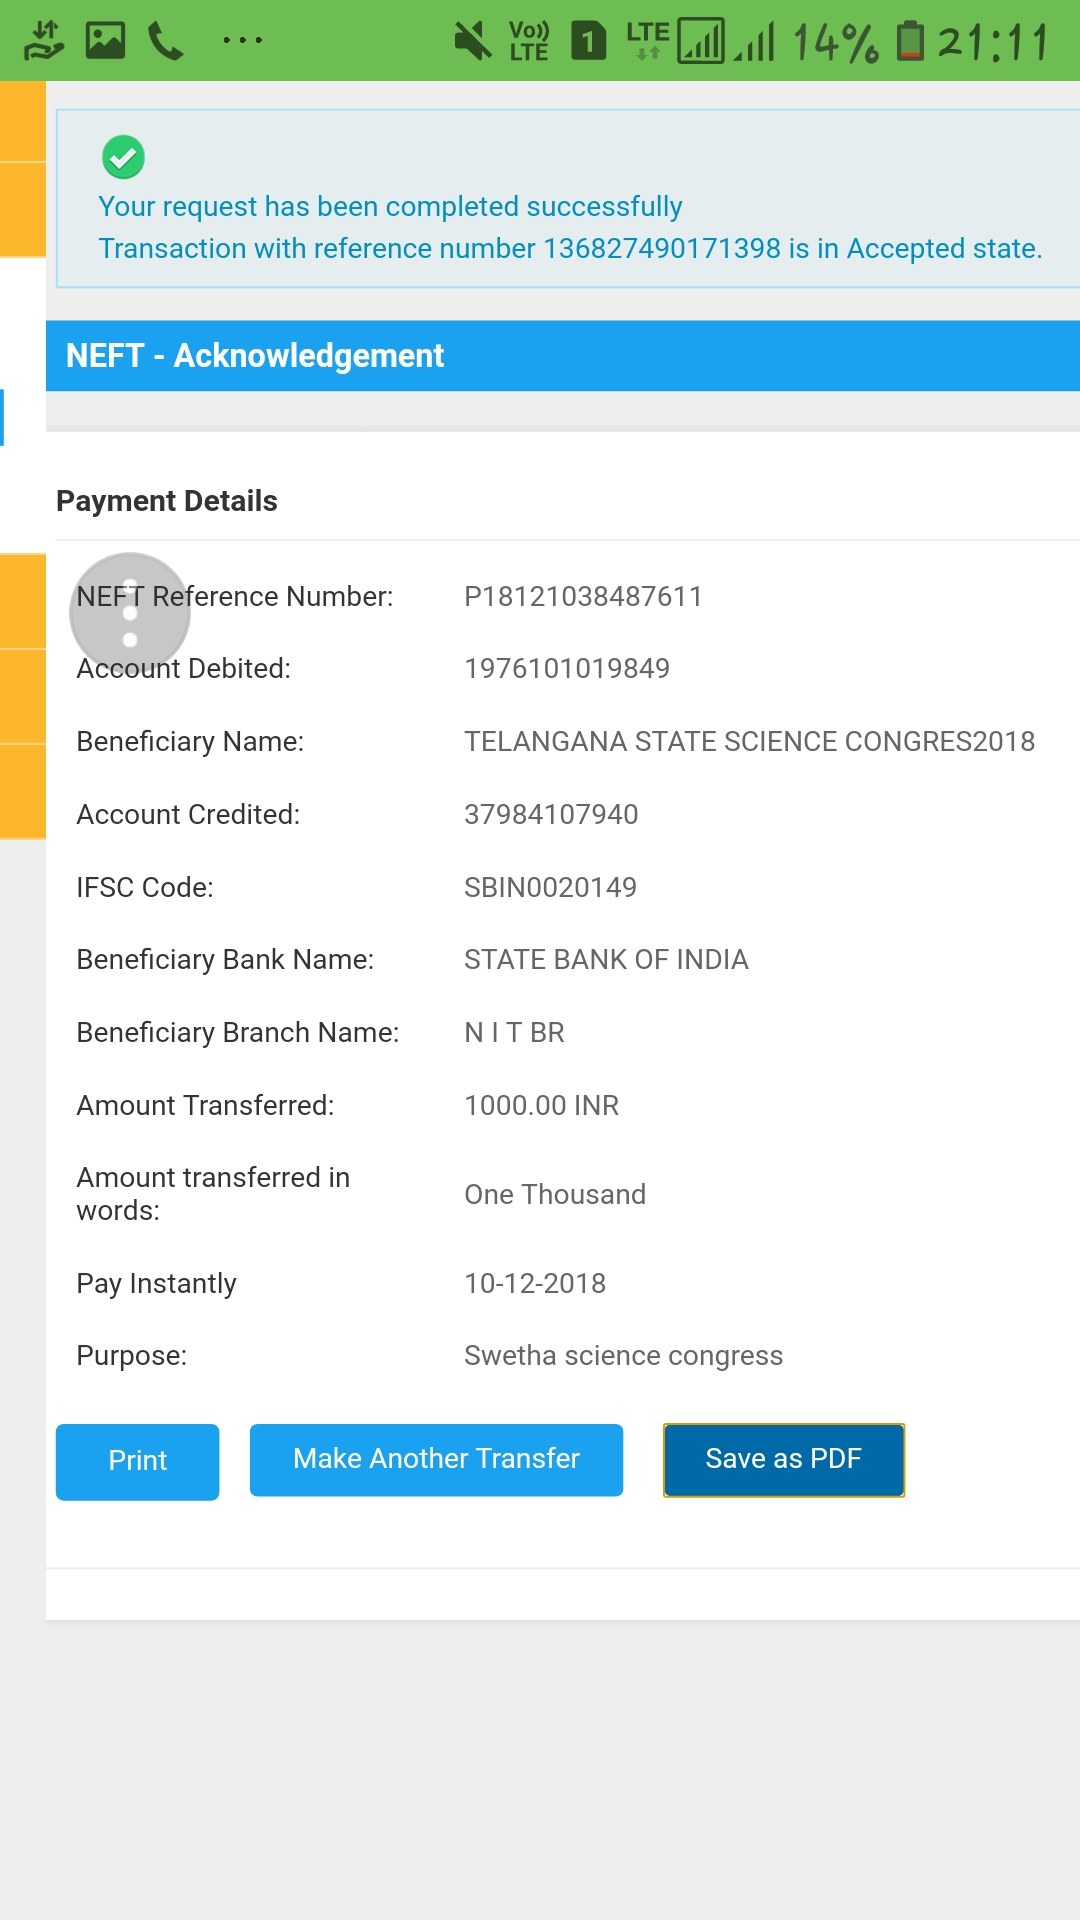 Vo)) LTE 1 LTE 14% 21:11
Your request has been completed successfully
Transaction with reference number 136827490171398 is in Accepted state.
NEFT - Acknowledgement
Payment Details
NEFT Reference Number: P18121038487611
Account Debited: 1976101019849
Beneficiary Name: TELANGANA STATE SCIENCE CONGRES2018
Account Credited: 37984107940
IFSC Code: SBIN0020149
Beneficiary Bank Name: STATE BANK OF INDIA
Beneficiary Branch Name: N I T BR
Amount Transferred: 1000.00 INR
Amount transferred in
words: One Thousand
Pay Instantly 10-12-2018
Purpose: Swetha science congress
Print Make Another Transfer Save as PDF